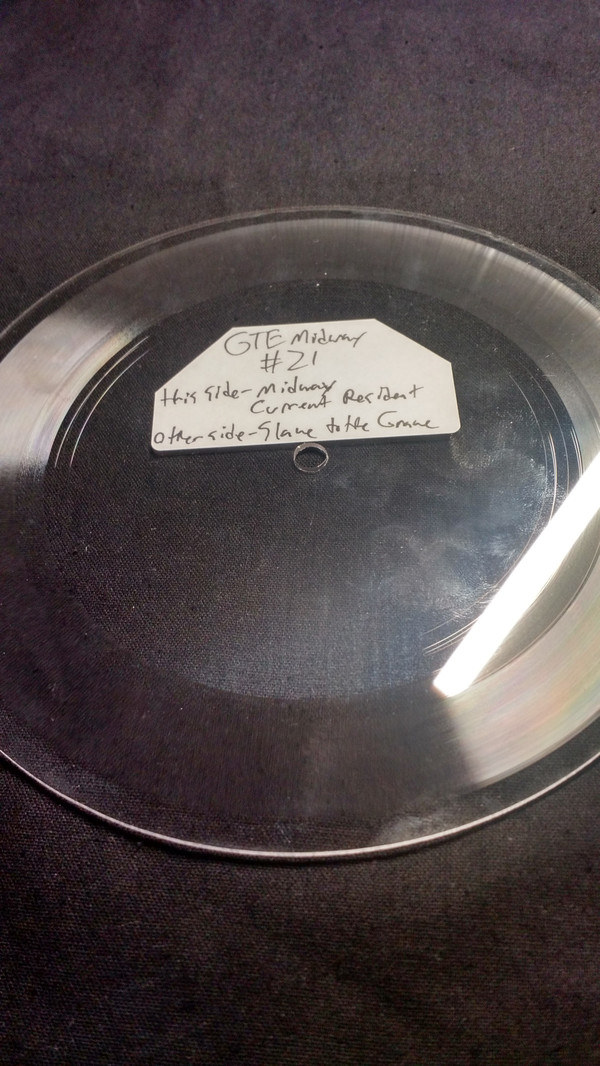 GTE Midway
#21
this side- Midway
Current Resident
other side-Slave to the Grave